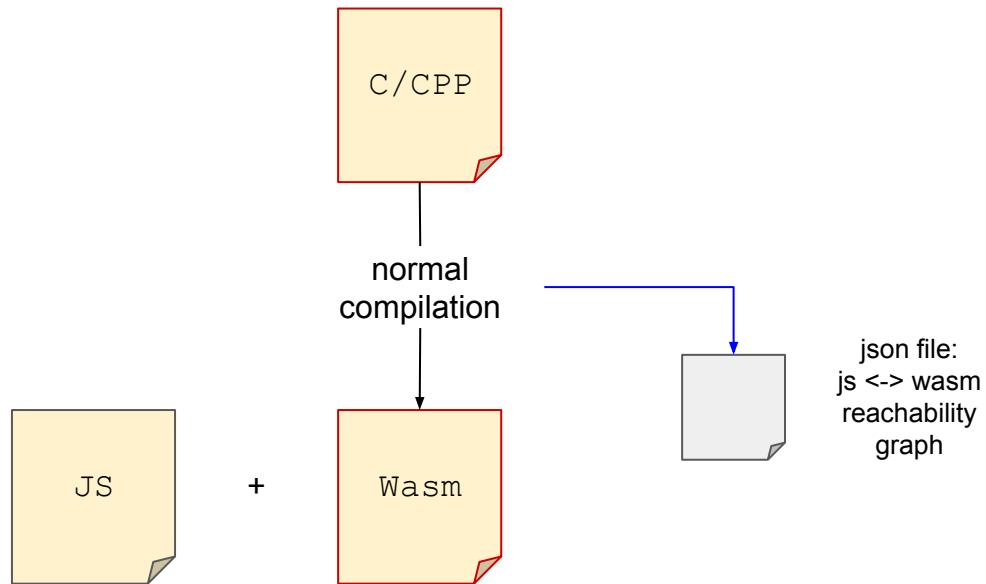 C/CPP
normal
compilation
json file:
js <-> wasm
reachability
graph
JS
+
Wasm